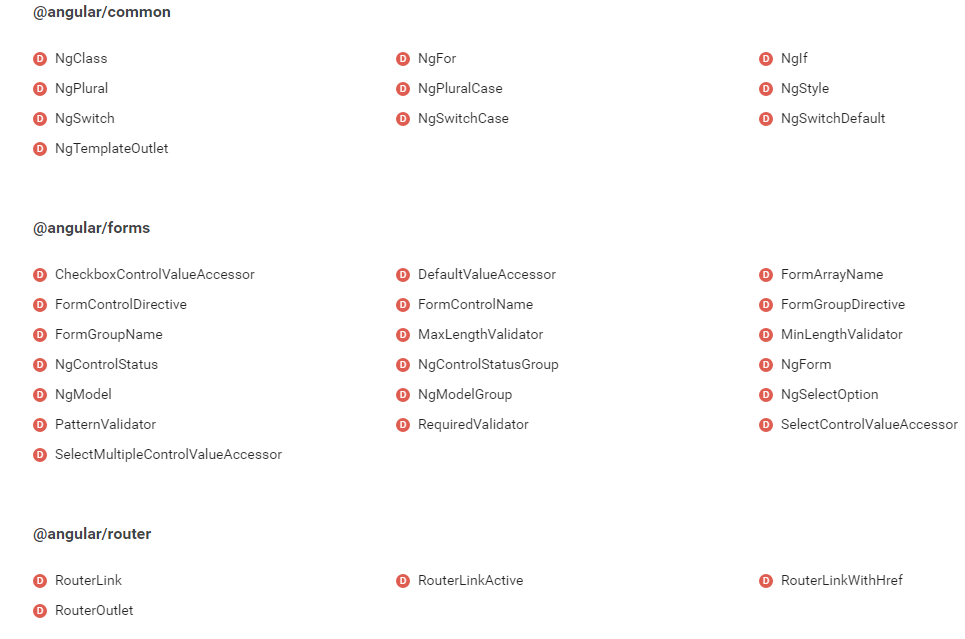 @angular/common
D NgClass D NgFor D NgIf
D NgPlural D NgPluralCase D NgStyle
D NgSwitch D NgSwitchCase D NgSwitchDefault
D NgTemplateOutlet
@angular/forms
D CheckboxControlValueAccessor D DefaultValueAccessor D FormArrayName
D FormControlDirective D FormControlName D FormGroupDirective
D FormGroupName D MaxLengthValidator D MinLengthValidator
D NgControlStatus D NgControlStatusGroup D NgForm
D NgModel D NgModelGroup D NgSelectOption
D PatternValidator D RequiredValidator D SelectControlValueAccessor
D SelectMultipleControlValueAccessor
@angular/router
D RouterLink D RouterLinkActive D RouterLinkWithHref
D RouterOutlet